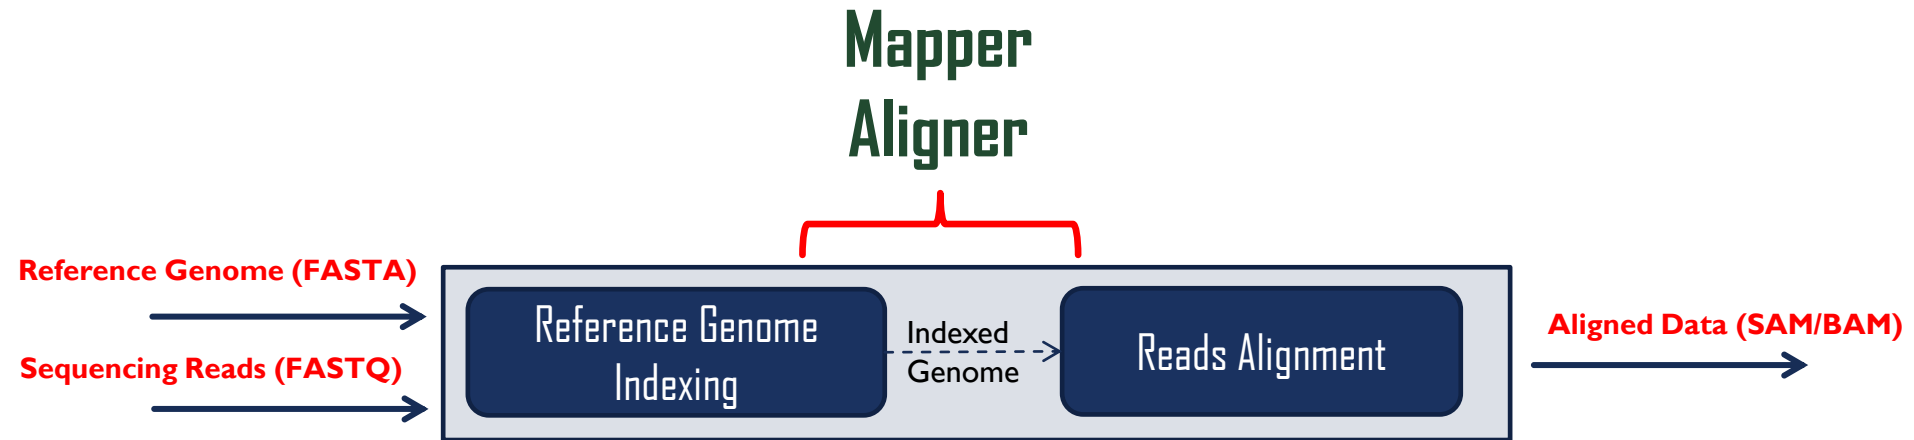 Mapper
Aligner
Reference Genome (FASTA)
Sequencing Reads (FASTQ)
Reference Genome
Indexing
Indexed
Genome
Reads Alignment
Aligned Data (SAM/BAM)